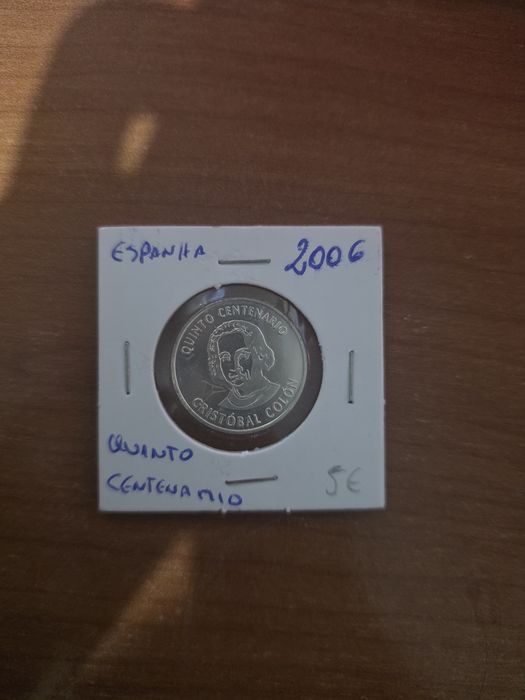 ESPANHA 2006
QUINTO CENTENARIO
CRISTÓBAL COLÓN
QUINTO
CENTENARIO
5€